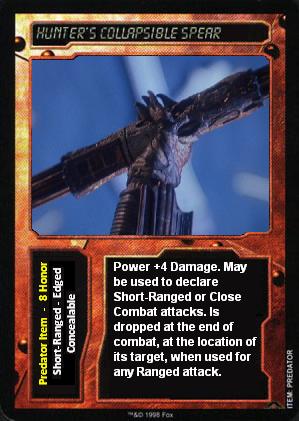 HUNTER'S COLLAPSIBLE SPEAR
Predator Item - 8 Honor
Short-Ranged - Edged
Concealable
Power +4 Damage. May
be used to declare
Short-Ranged or Close
Combat attacks. Is
dropped at the end of
combat, at the location of
its target, when used for
any Ranged attack.
ITEM: PREDATOR
™&© 1998 Fox